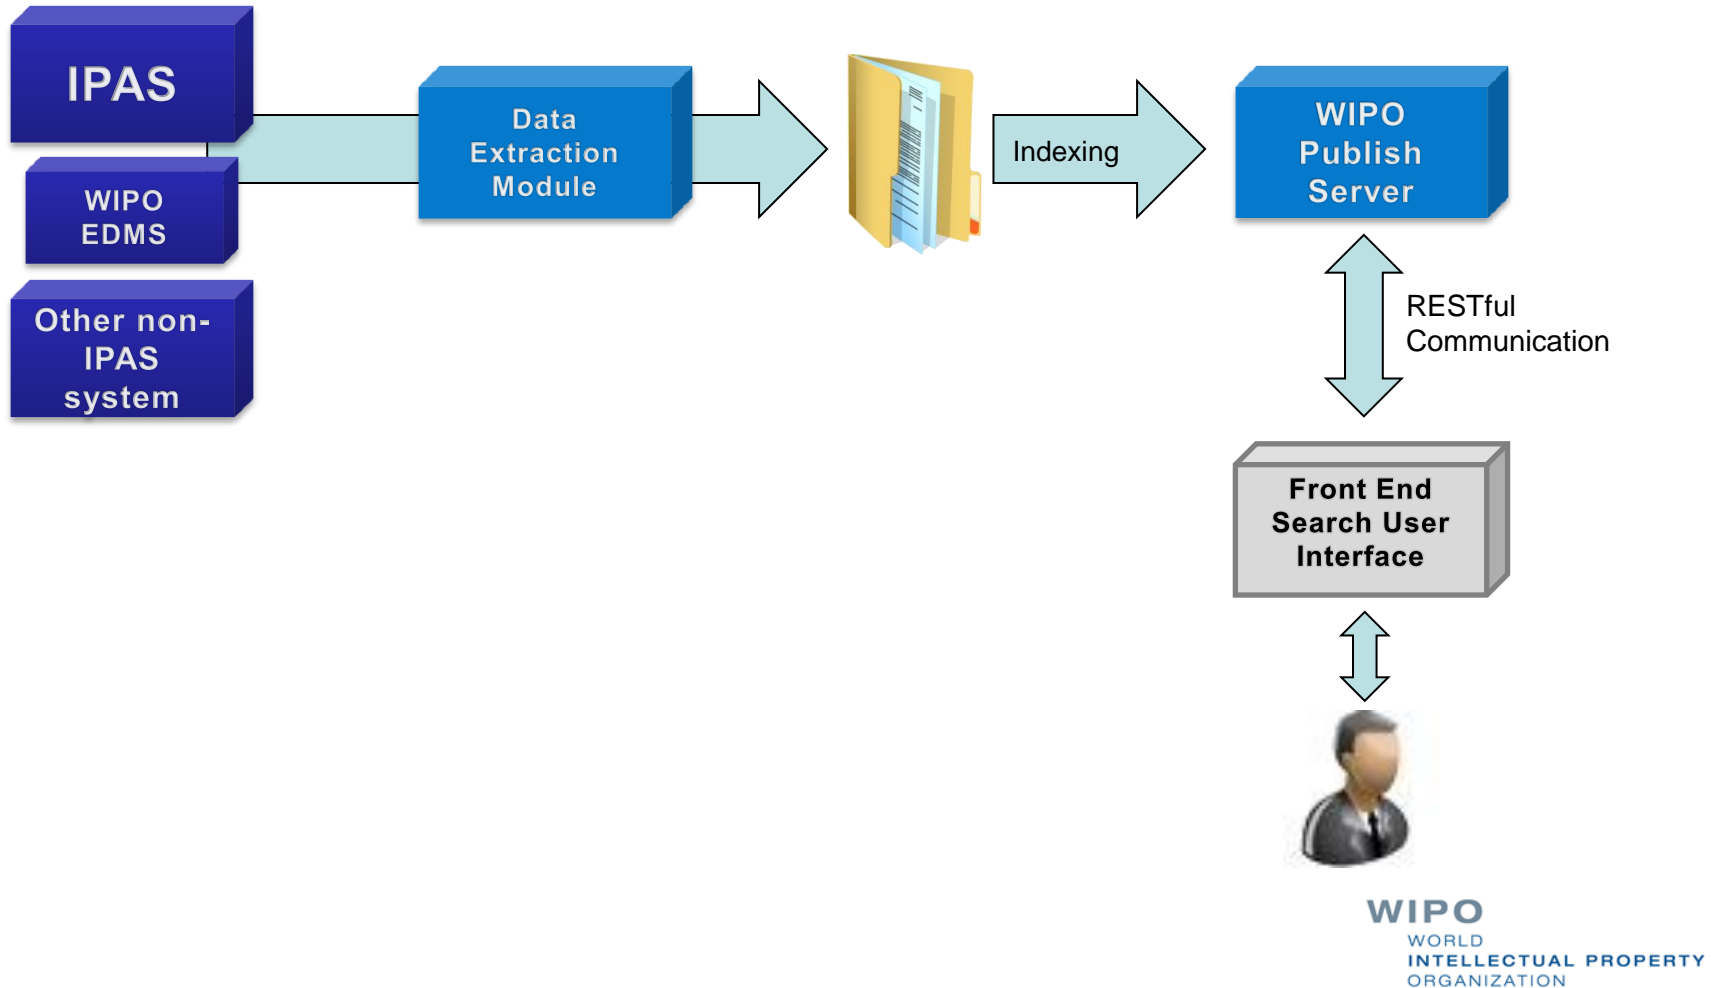 IPAS
WIPO
EDMS
Other non-
IPAS
system
Data
Extraction
Module
Indexing
WIPO
Publish
Server
RESTful
Communication
Front End
Search User
Interface
WIPO
WORLD
INTELLECTUAL PROPERTY
ORGANIZATION